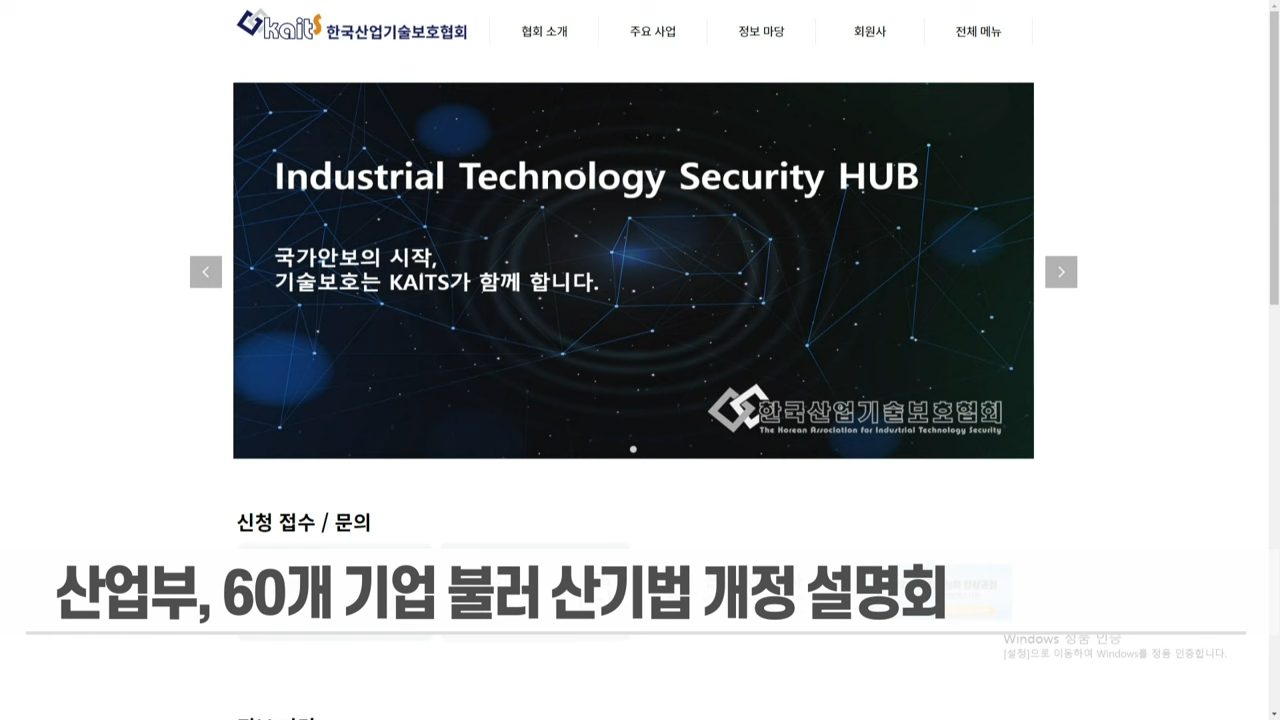 kaits 한국산업기술보호협회
협회 소개
주요 사업
정보 마당
회원사
전체 메뉴
Industrial Technology Security HUB
국가안보의 시작,
기술보호는 KAITS가 함께 합니다.
한국산업기술보호협회
The Korean Association for Industrial Technology Security
신청 접수 / 문의
산업부, 60개 기업 불러 산기법 개정 설명회
Windows 정품 인증
[설정]으로 이동하여 Windows를 정품 인증합니다.